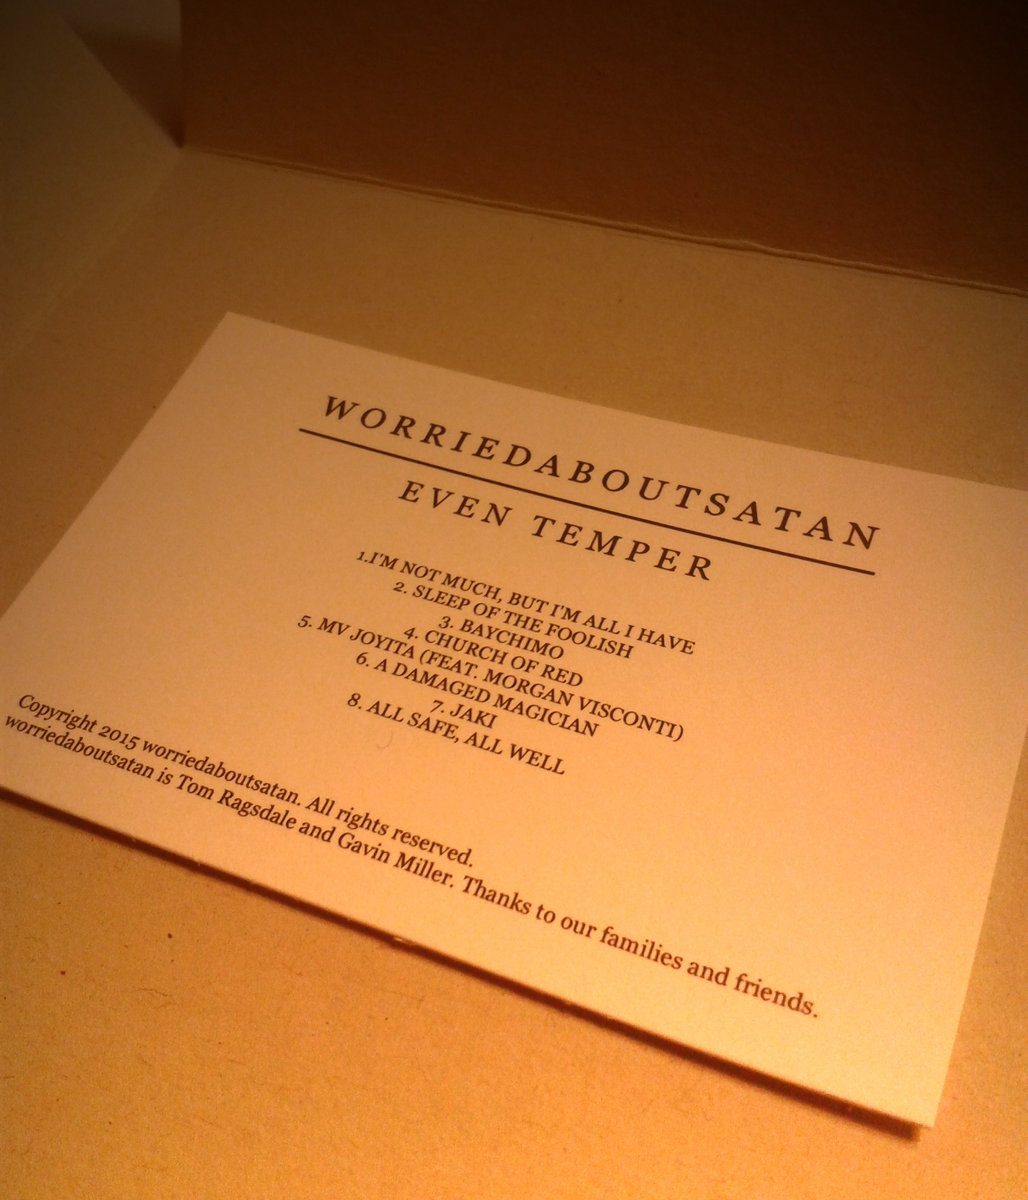 WORRIEDABOUTSATAN
EVEN TEMPER
1.I'M NOT MUCH, BUT I'M ALL I HAVE
2. SLEEP OF THE FOOLISH
3. BAYCHIMO
4. CHURCH OF RED
5. MV JOYITA (FEAT. MORGAN VISCONTI)
6. A DAMAGED MAGICIAN
7. JAKI
8. ALL SAFE, ALL WELL
Copyright 2015 worriedaboutsatan. All rights reserved.
worriedaboutsatan is Tom Ragsdale and Gavin Miller. Thanks to our families and friends.